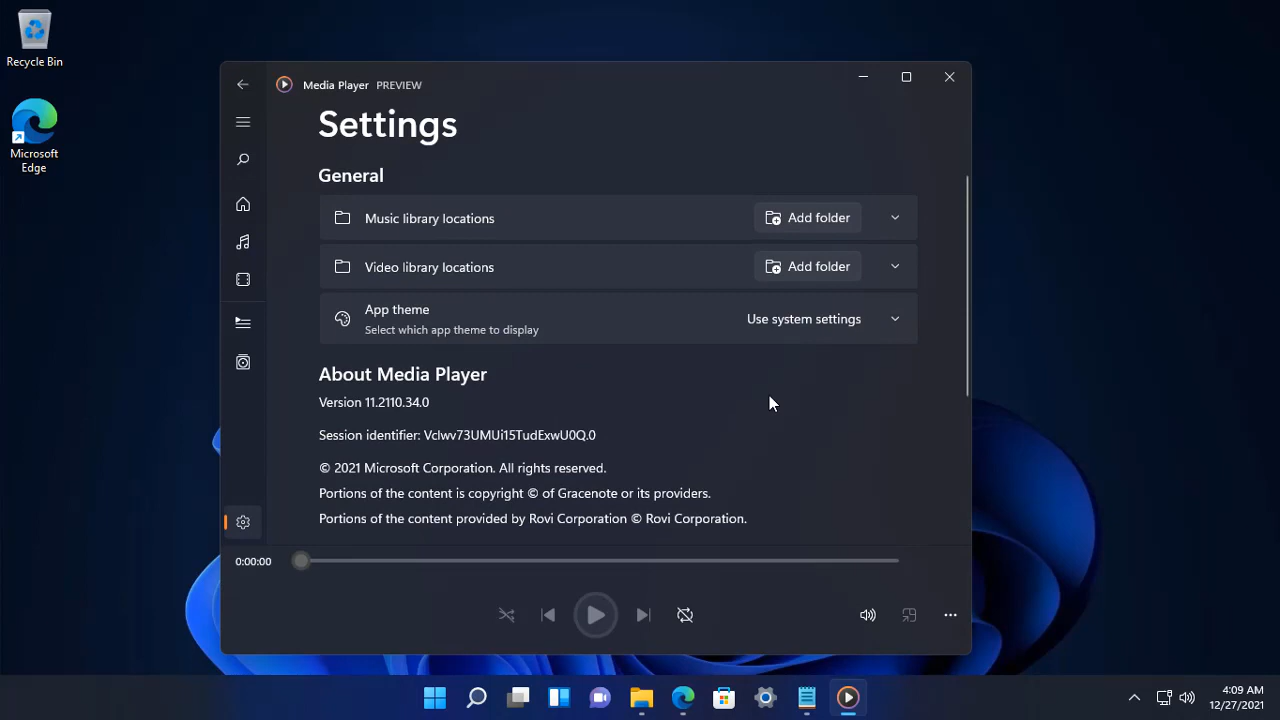 Recycle Bin
Microsoft
Edge
Media Player PREVIEW
Settings
General
Music library locations
Add folder
Video library locations
Add folder
App theme
Select which app theme to display
Use system settings
About Media Player
Version 11.2110.34.0
Session identifier: Vclwv73UMUi15TudExwU0Q.0
© 2021 Microsoft Corporation. All rights reserved.
Portions of the content is copyright © of Gracenote or its providers.
Portions of the content provided by Rovi Corporation © Rovi Corporation.
0:00:00
4:09 AM
12/27/2021